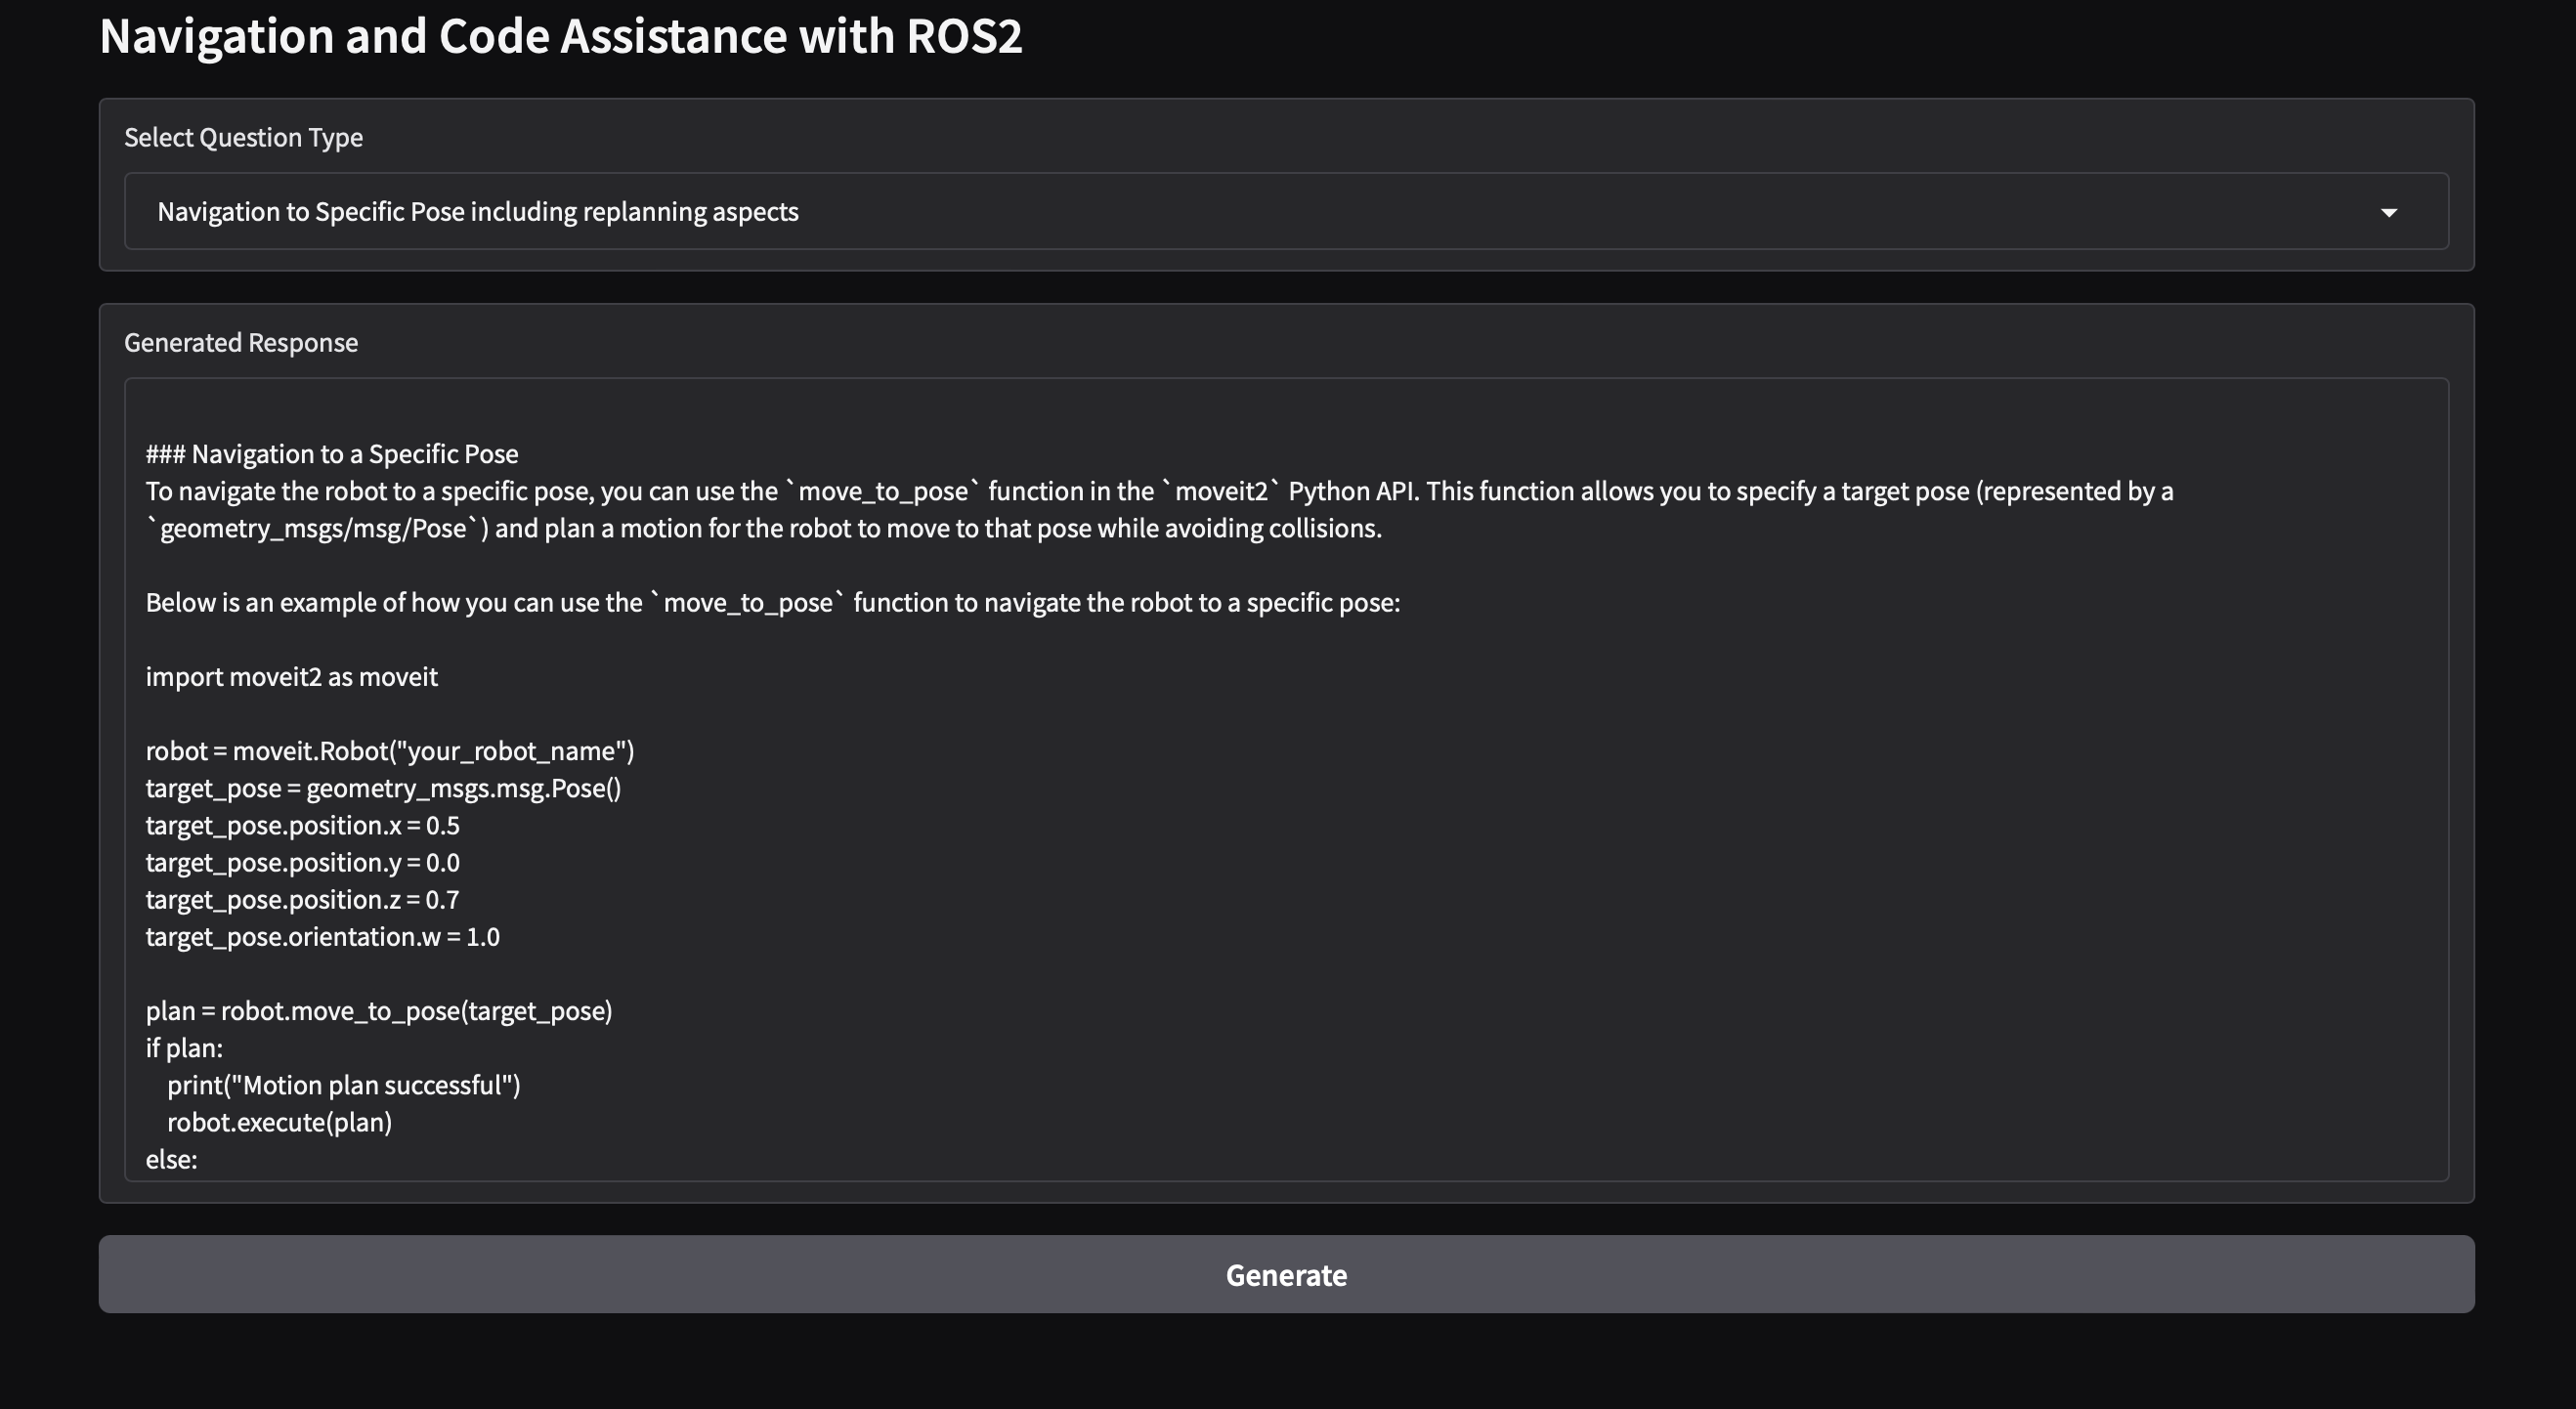 Navigation and Code Assistance with ROS2
Select Question Type
Navigation to Specific Pose including replanning aspects
Generated Response
### Navigation to a Specific Pose
To navigate the robot to a specific pose, you can use the `move_to_pose` function in the `moveit2` Python API. This function allows you to specify a target pose (represented by a
`geometry_msgs/msg/Pose`) and plan a motion for the robot to move to that pose while avoiding collisions.
Below is an example of how you can use the `move_to_pose` function to navigate the robot to a specific pose:
import moveit2 as moveit
robot = moveit.Robot("your_robot_name")
target_pose = geometry_msgs.msg.Pose()
target_pose.position.x = 0.5
target_pose.position.y = 0.0
target_pose.position.z = 0.7
target_pose.orientation.w = 1.0
plan = robot.move_to_pose(target_pose)
if plan:
    print("Motion plan successful")
    robot.execute(plan)
else:
Generate